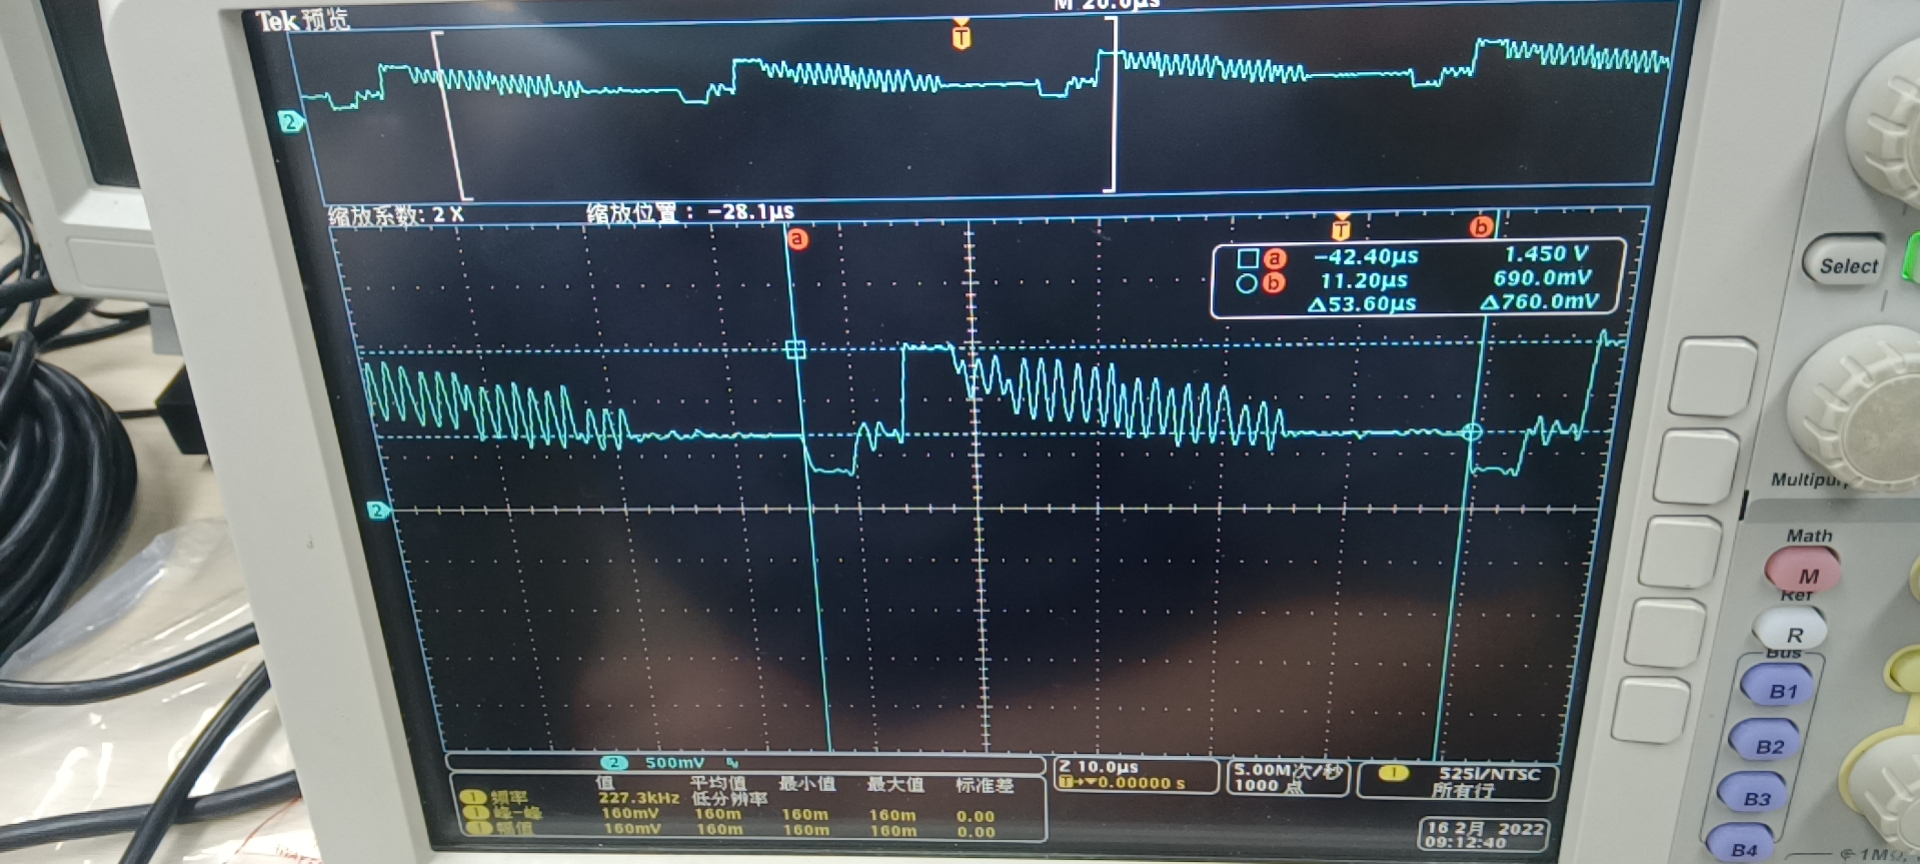 Tek 预览
M 20.0μs
T
2
缩放系数: 2 X
缩放位置: -28.1μs
a
T
b
a -42.40μs 1.450 V
b 11.20μs 690.0mV
Δ53.60μs Δ760.0mV
2
2 500mV
值 平均值 最小值 最大值 标准差
1 频率 227.3kHz 低分辨率
1 峰-峰 160mV 160m 160m 160m 0.00
1 幅值 160mV 160m 160m 160m 0.00
Z 10.0μs
T→▼0.00000 s
5.00M次/秒
1000 点
1 525I/NTSC
所有行
16 2月 2022
09:12:40
Select
Math
M
Ref
R
Bus
B1
B2
B3
B4